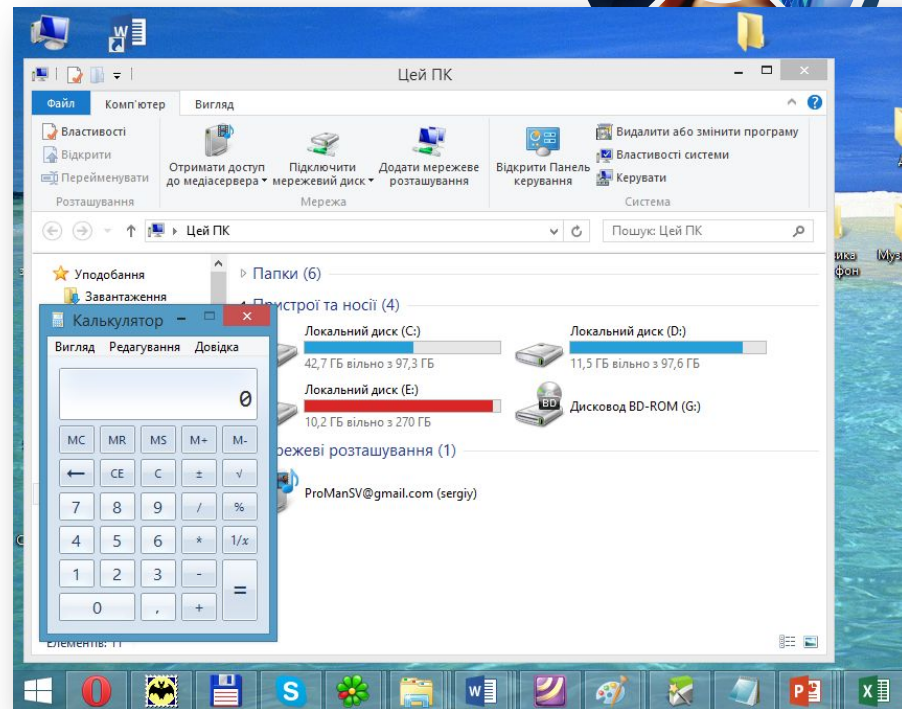 Цей ПК
Файл Комп'ютер Вигляд
Властивості
Відкрити
Перейменувати
Розташування
Отримати доступ
до медіасервера
Підключити
мережевий диск
Додати мережеве
розташування
Мережа
Відкрити Панель
керування
Видалити або змінити програму
Властивості системи
Керувати
Система
Цей ПК
Пошук: Цей ПК
Уподобання
Завантаження
Папки (6)
Пристрої та носії (4)
Локальний диск (C:)
42,7 ГБ вільно з 97,3 ГБ
Локальний диск (D:)
11,5 ГБ вільно з 97,6 ГБ
Локальний диск (E:)
10,2 ГБ вільно з 270 ГБ
BD
Дисковод BD-ROM (G:)
режеві розташування (1)
ProManSV@gmail.com (sergiy)
Калькулятор
Вигляд Редагування Довідка
0
MC MR MS M+ M-
← CE C ± √
7 8 9 / %
4 5 6 * 1/x
1 2 3 - =
0 , +
Елементів: 11